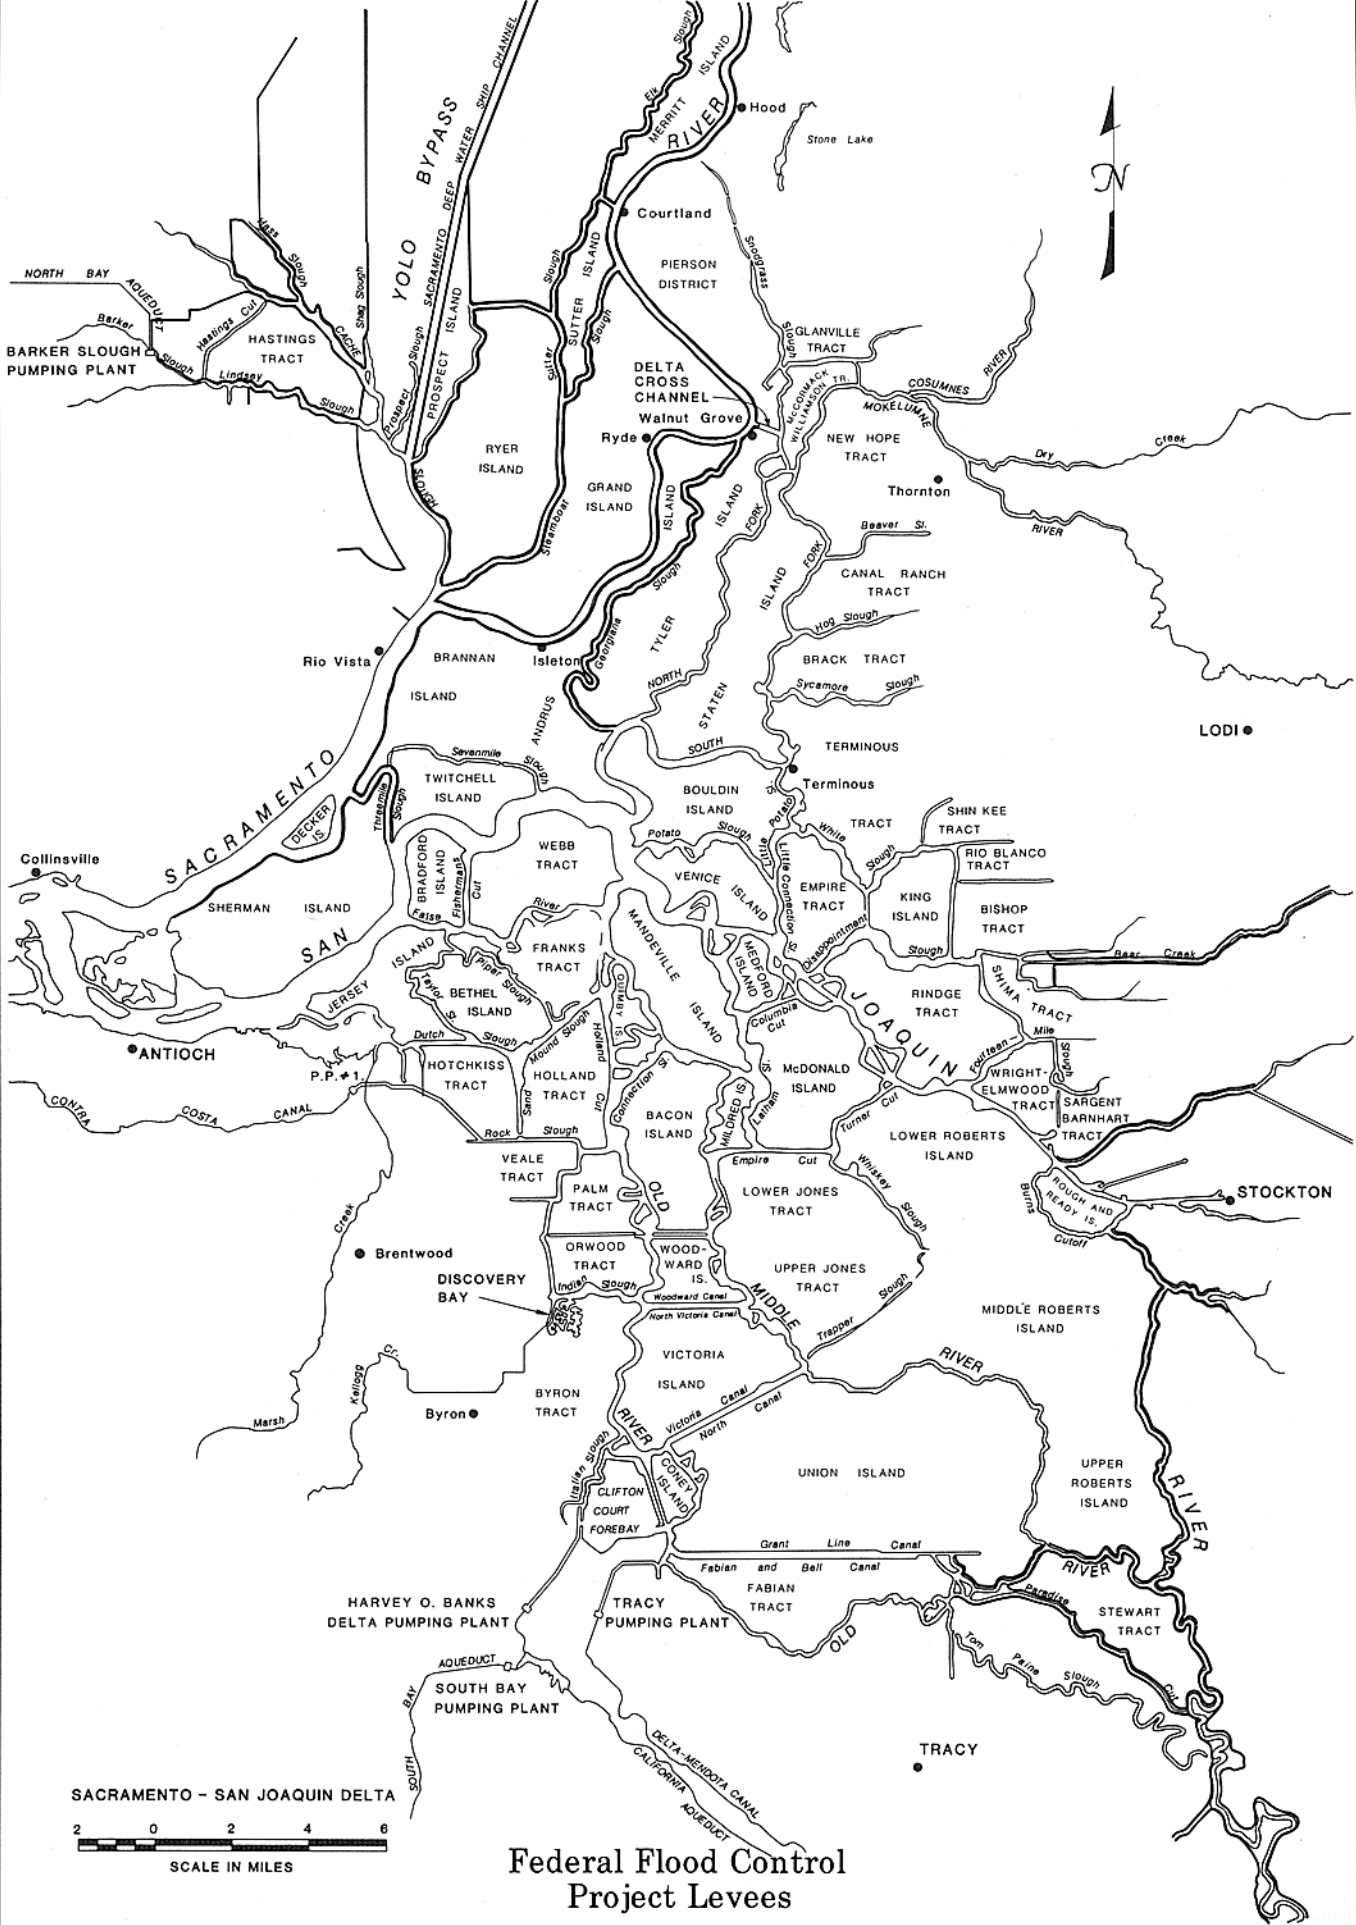 YOLO BYPASS
SACRAMENTO DEEP WATER SHIP CHANNEL
Elk Slough
MERRITT ISLAND
RIVER
Hood
Stone Lake
N
Courtland
Hass Slough
NORTH BAY AQUEDUCT
Barker Slough
Hastings Cut
HASTINGS
TRACT
CACHE
Shag Slough
BARKER SLOUGH
PUMPING PLANT
Lindsey Slough
Prospect Slough
PROSPECT ISLAND
SLOUGH
Sutter Slough
SUTTER ISLAND
Slough
PIERSON
DISTRICT
Snodgrass Slough
GLANVILLE
TRACT
DELTA
CROSS
CHANNEL
McCORMACK
WILLIAMSON TR.
COSUMNES RIVER
MOKELUMNE
RIVER
Dry Creek
Walnut Grove
Ryde
RYER
ISLAND
GRAND
ISLAND
Steamboat
ISLAND
NEW HOPE
TRACT
Thornton
Beaver Sl.
CANAL RANCH
TRACT
Hog Slough
BRACK TRACT
Sycamore Slough
TYLER ISLAND
NORTH FORK
STATEN ISLAND
SOUTH FORK
Georgiana Slough
Rio Vista
BRANNAN
ISLAND
Isleton
ANDRUS
LODI
TERMINOUS
Terminous
TRACT
Sevenmile Slough
TWITCHELL
ISLAND
Threemile Slough
DECKER
IS.
SACRAMENTO
BOULDIN
ISLAND
Potato Slough
Little Potato Sl.
White Slough
SHIN KEE
TRACT
RIO BLANCO
TRACT
Collinsville
BRADFORD
ISLAND
Fishermans Cut
WEBB
TRACT
VENICE ISLAND
Little Connection Sl.
EMPIRE
TRACT
KING
ISLAND
BISHOP
TRACT
SHERMAN ISLAND
False River
FRANKS
TRACT
MANDEVILLE ISLAND
MEDFORD
ISLAND
Disappointment Slough
Bear Creek
SAN JOAQUIN RIVER
JERSEY ISLAND
Taylor Sl.
Piper Slough
BETHEL
ISLAND
QUIMBY IS.
Columbia
Cut
RINDGE
TRACT
SHIMA TRACT
ANTIOCH
Dutch Slough
Sand Mound Slough
Holland Cut
P.P.#1.
HOTCHKISS
TRACT
HOLLAND
TRACT
Connection Sl.
BACON
ISLAND
MILDRED IS.
Latham Sl.
McDONALD
ISLAND
Turner Cut
Fourteen Mile Slough
WRIGHT-
ELMWOOD
TRACT
SARGENT
BARNHART
TRACT
CONTRA COSTA CANAL
Rock Slough
VEALE
TRACT
PALM
TRACT
OLD
Empire Cut
LOWER ROBERTS
ISLAND
Whiskey Slough
LOWER JONES
TRACT
Burns Cutoff
ROUGH AND
READY IS.
STOCKTON
Marsh Creek
Brentwood
ORWOOD
TRACT
WOOD-
WARD
IS.
UPPER JONES
TRACT
DISCOVERY
BAY
Indian Slough
Woodward Canal
North Victoria Canal
MIDDLE RIVER
Trapper Slough
MIDDLE ROBERTS
ISLAND
Kellogg Cr.
VICTORIA
ISLAND
BYRON
TRACT
Byron
RIVER
Victoria Canal
North Canal
Italian Slough
CONEY
ISLAND
UNION ISLAND
UPPER
ROBERTS
ISLAND
CLIFTON
COURT
FOREBAY
Grant Line Canal
Fabian and Bell Canal
FABIAN
TRACT
OLD RIVER
Paradise Cut
STEWART
TRACT
HARVEY O. BANKS
DELTA PUMPING PLANT
TRACY
PUMPING PLANT
Tom Paine Slough
SOUTH BAY AQUEDUCT
SOUTH BAY
PUMPING PLANT
DELTA-MENDOTA CANAL
CALIFORNIA AQUEDUCT
TRACY
SACRAMENTO - SAN JOAQUIN DELTA
2 0 2 4 6
SCALE IN MILES
Federal Flood Control
Project Levees